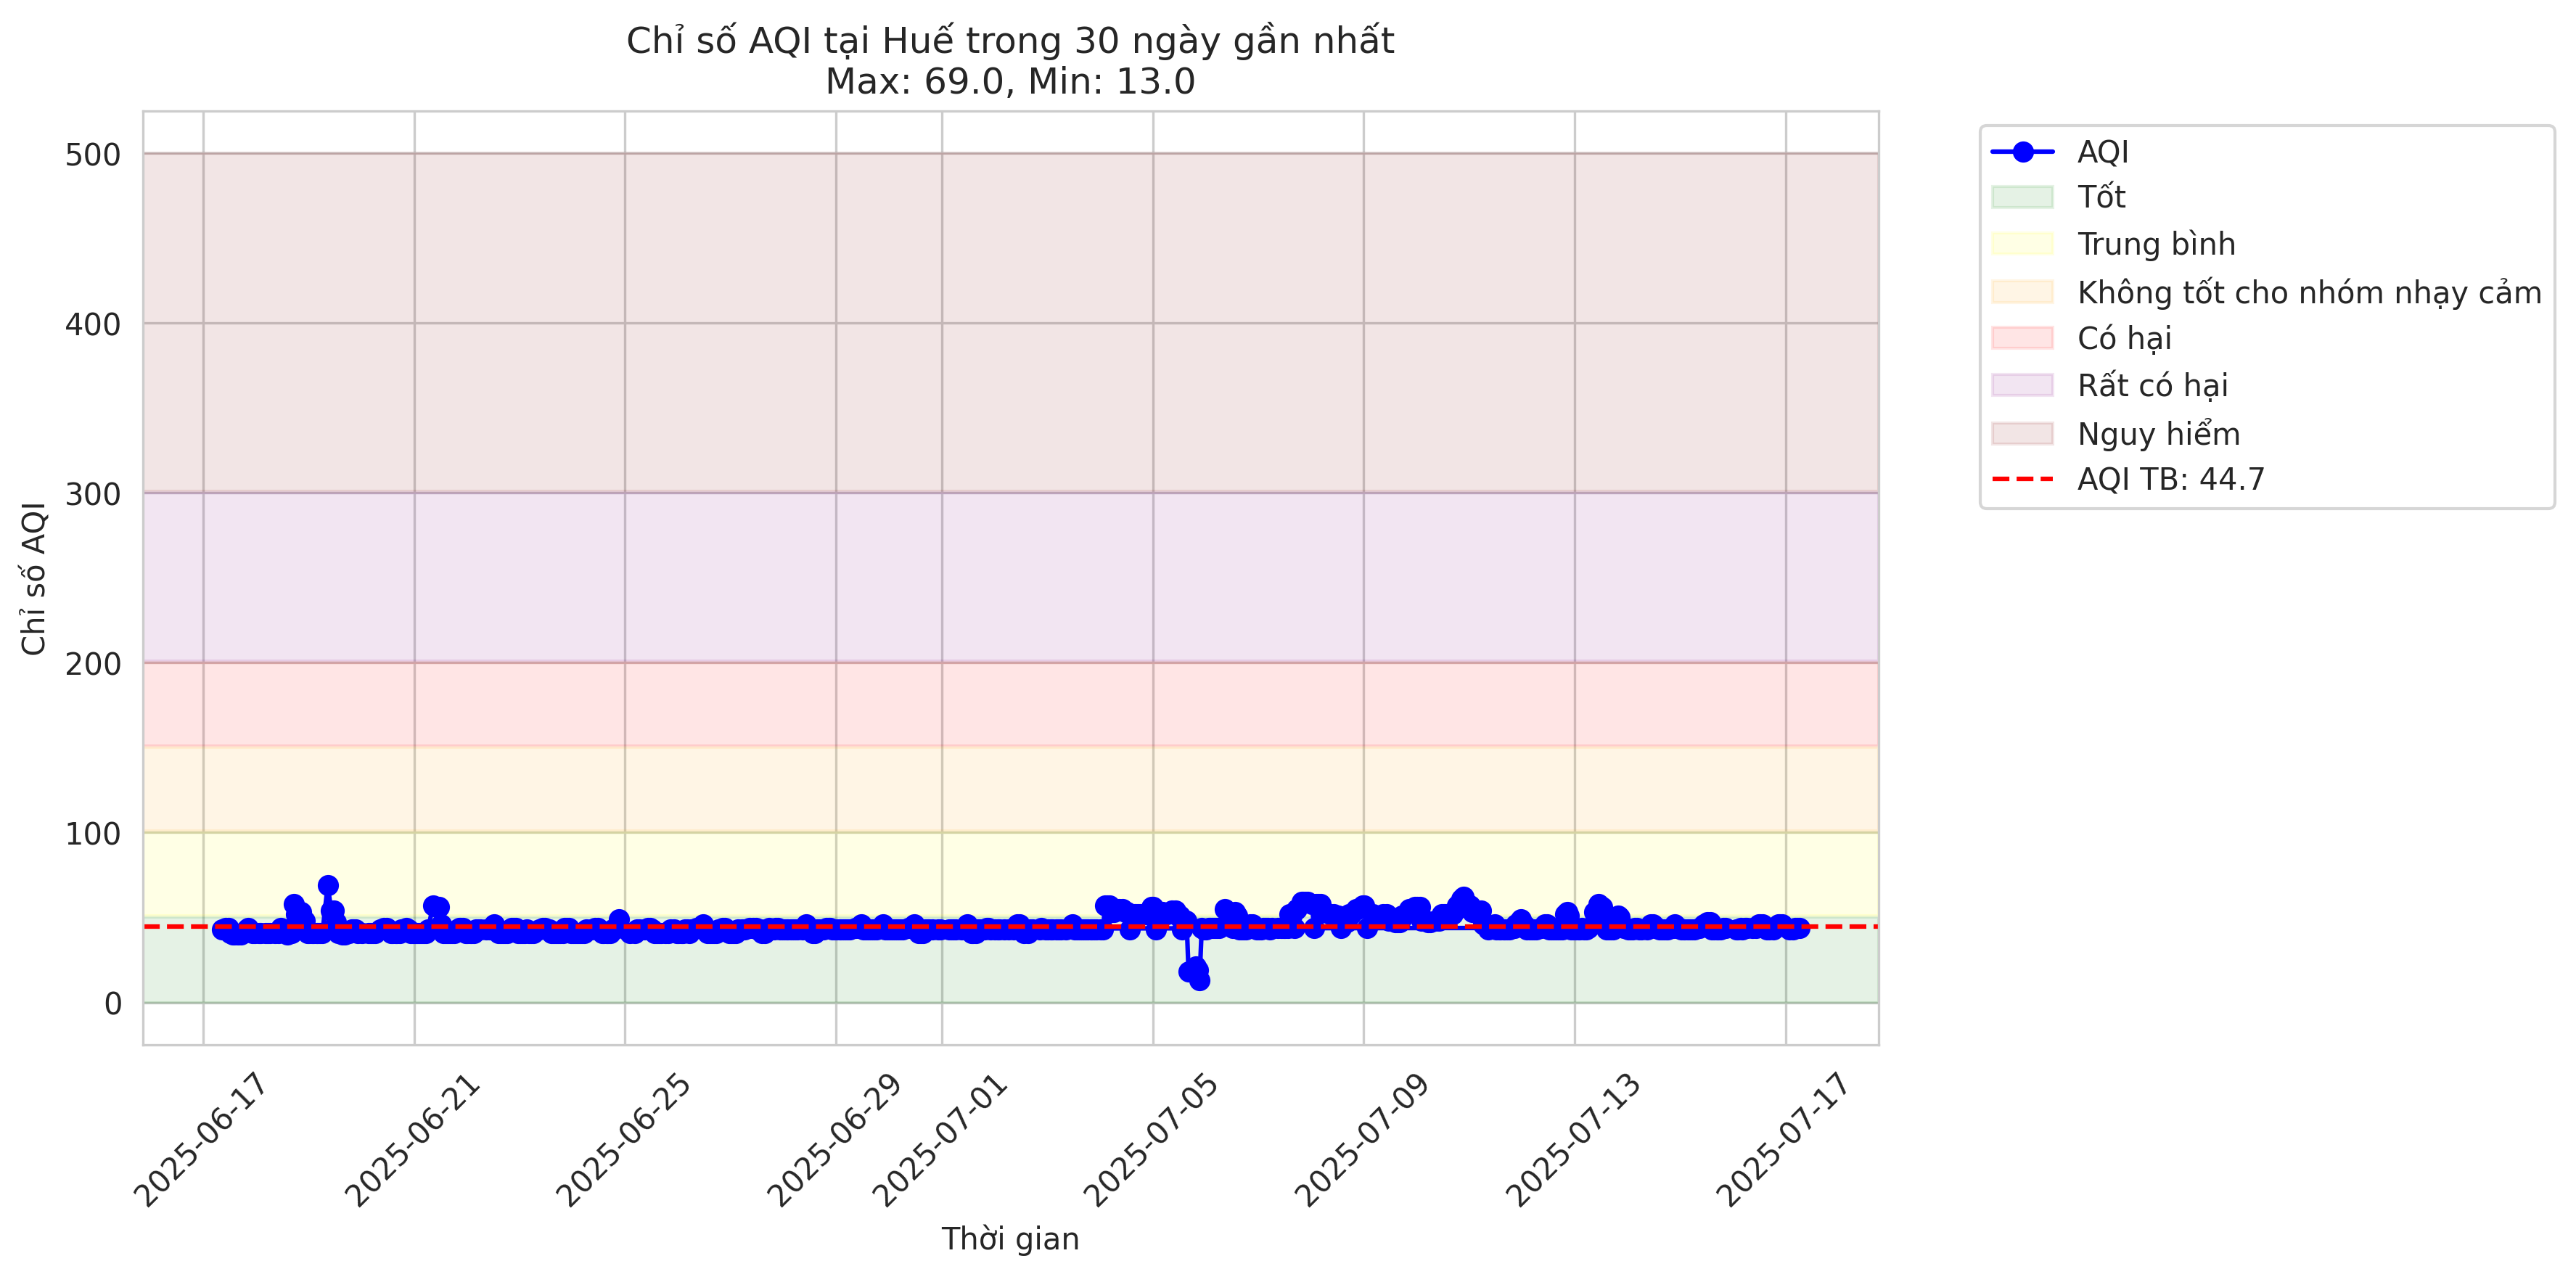 Chỉ số AQI tại Huế trong 30 ngày gần nhất
Max: 69.0, Min: 13.0
Chỉ số AQI
500
400
300
200
100
0
2025-06-17
2025-06-21
2025-06-25
2025-06-29
2025-07-01
2025-07-05
2025-07-09
2025-07-13
2025-07-17
Thời gian
AQI
Tốt
Trung bình
Không tốt cho nhóm nhạy cảm
Có hại
Rất có hại
Nguy hiểm
AQI TB: 44.7